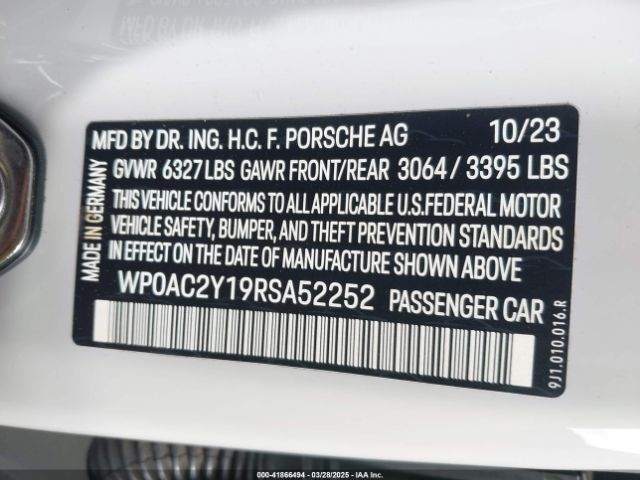 MFD BY DR. ING. H.C. F. PORSCHE AG 10/23
GVWR 6327 LBS GAWR FRONT/REAR 3064 / 3395 LBS
THIS VEHICLE CONFORMS TO ALL APPLICABLE U.S.FEDERAL MOTOR
VEHICLE SAFETY, BUMPER, AND THEFT PREVENTION STANDARDS
IN EFFECT ON THE DATE OF MANUFACTURE SHOWN ABOVE
MADE IN GERMANY
WP0AC2Y19RSA52252 PASSENGER CAR
9J1.010.016.R
00-41866494 | 03/28/2025 | IAA Inc.